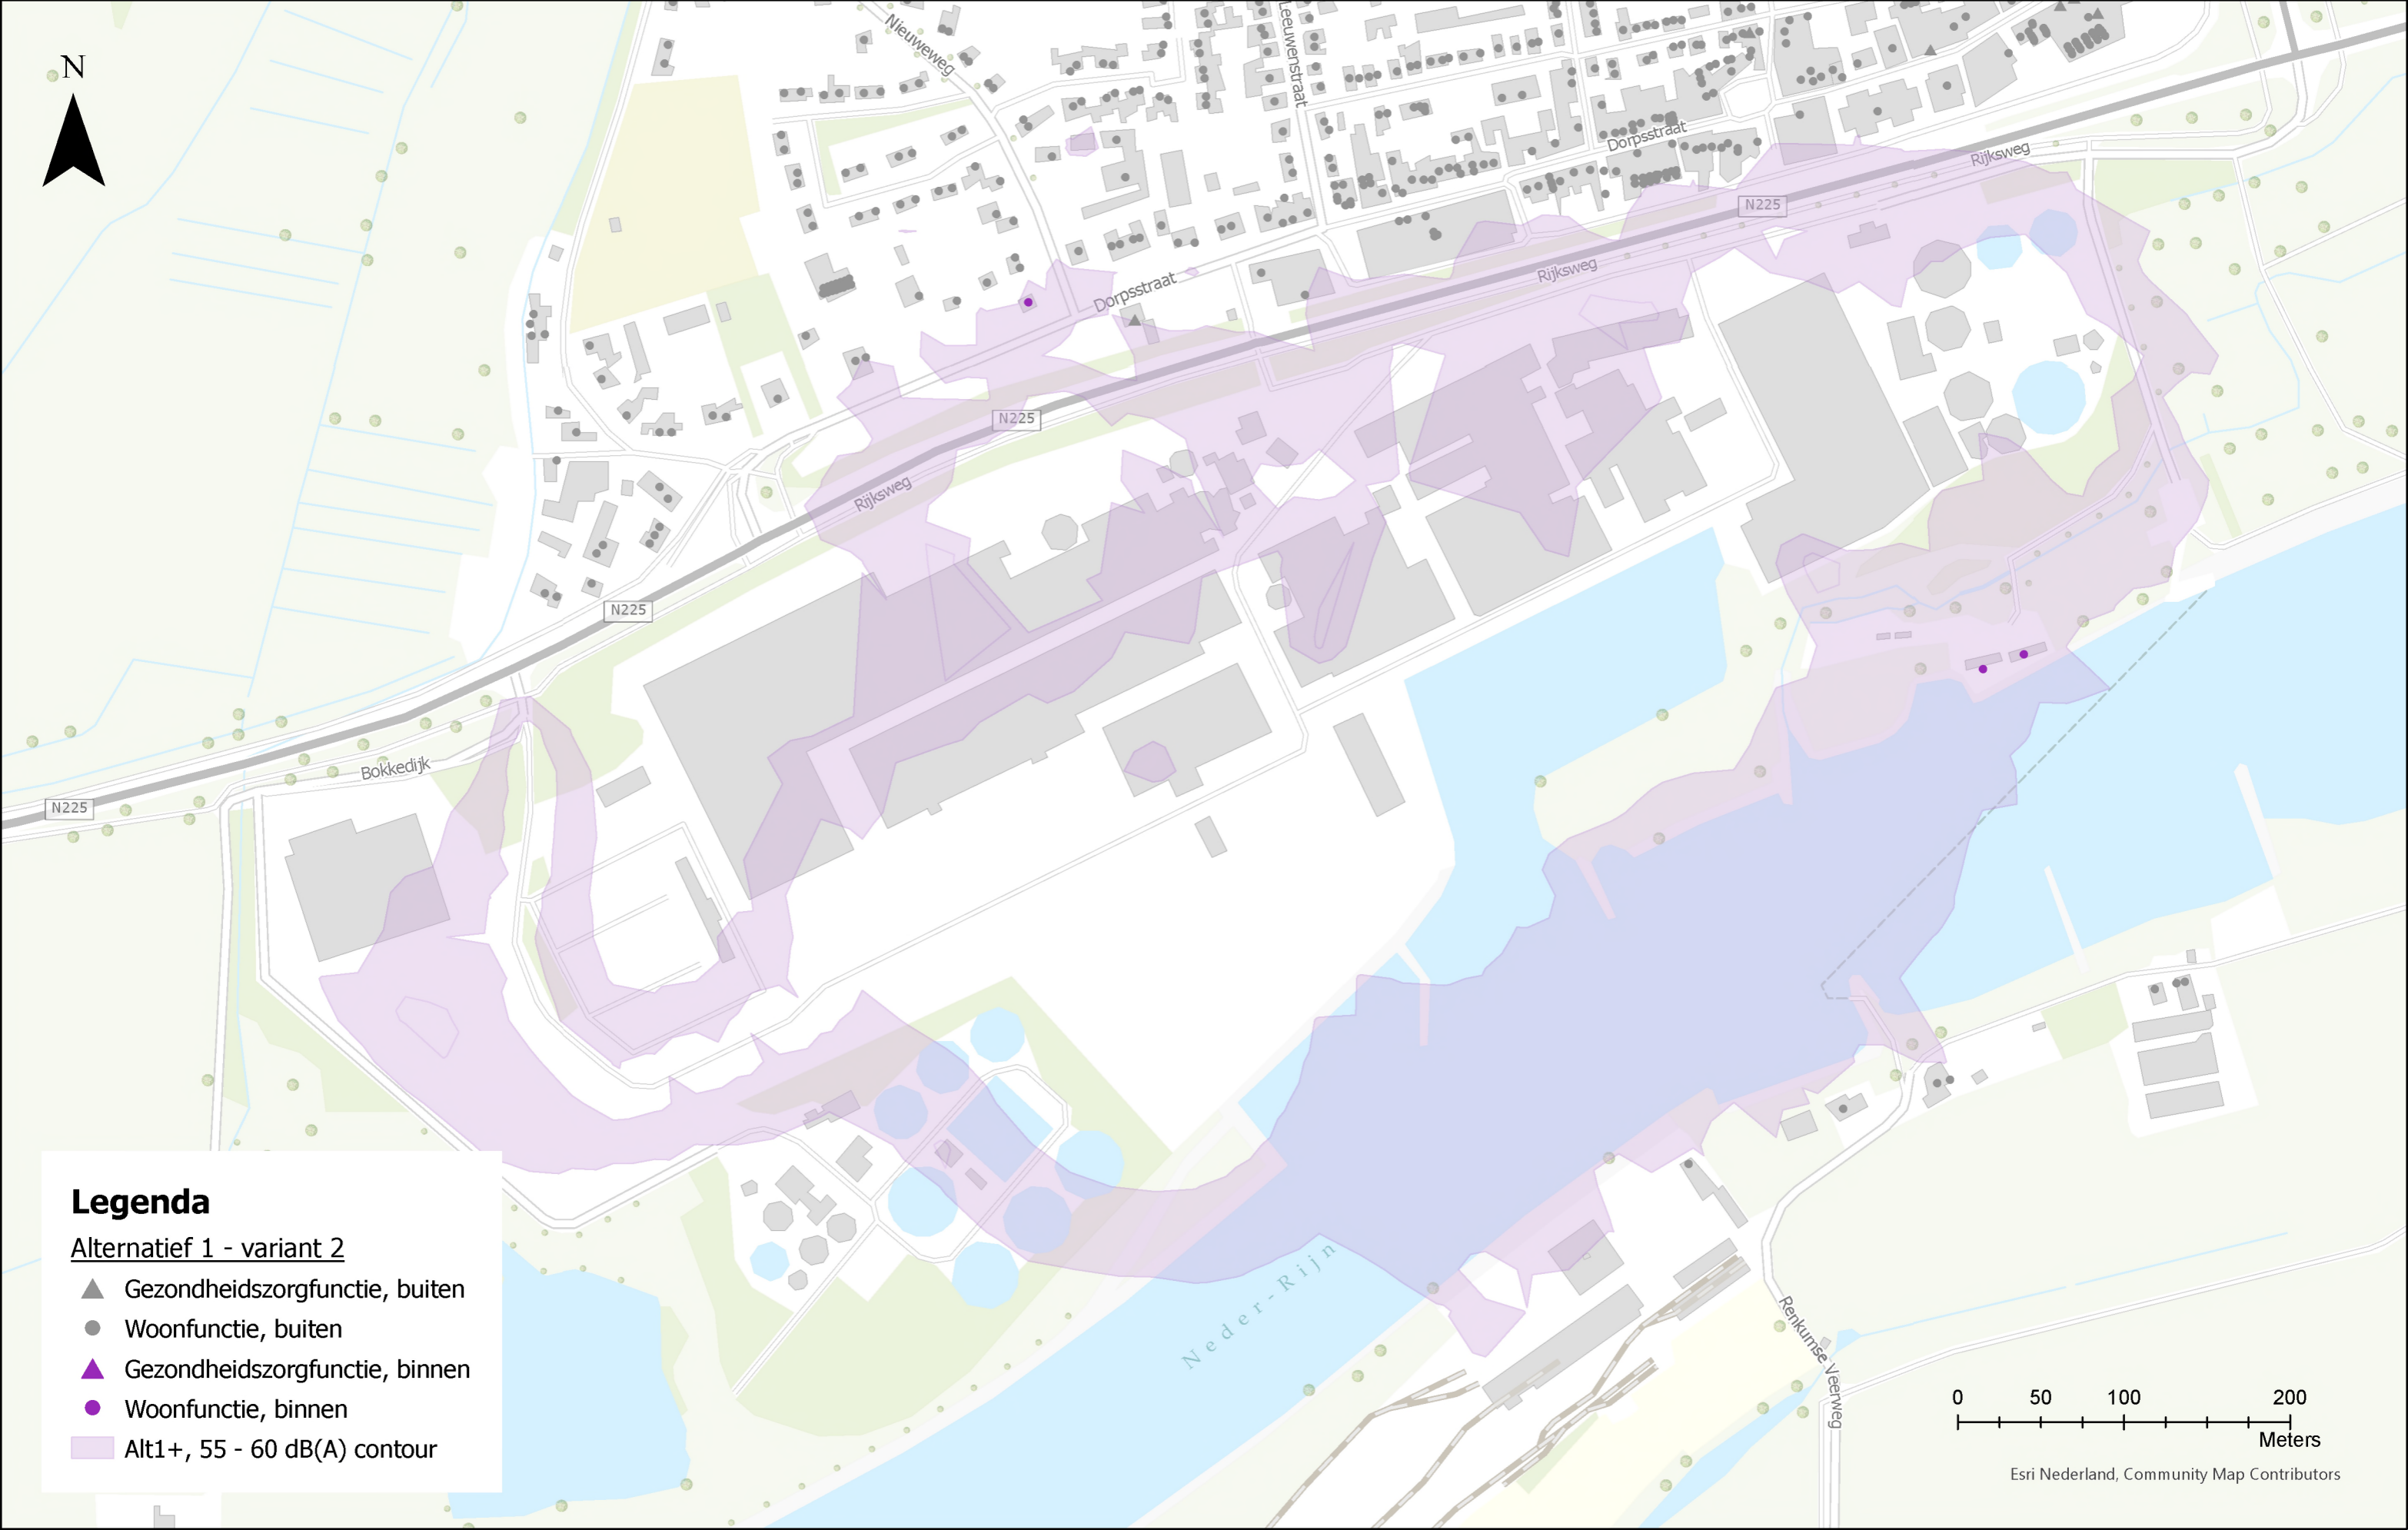 N
Nieuweweg
Leeuwenstraat
Dorpsstraat
Rijksweg
N225
Rijksweg
Dorpsstraat
N225
Rijksweg
N225
Bokkedijk
N225
Neder-Rijn
Renkumse Veerweg
Legenda
Alternatief 1 - variant 2
Gezondheidszorgfunctie, buiten
Woonfunctie, buiten
Gezondheidszorgfunctie, binnen
Woonfunctie, binnen
Alt1+, 55 - 60 dB(A) contour
0 50 100 200
Meters
Esri Nederland, Community Map Contributors